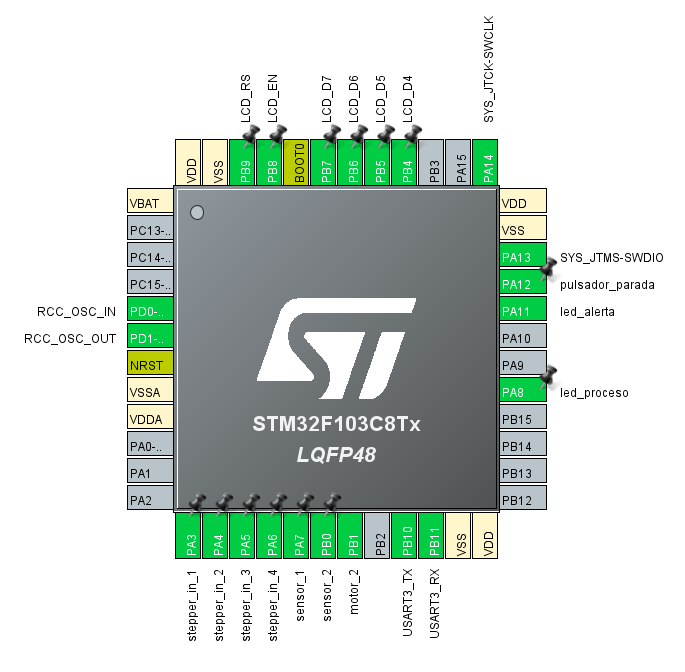 LCD_RS
LCD_EN
LCD_D7
LCD_D6
LCD_D5
LCD_D4
SYS_JTCK-SWCLK
VDD
VSS
PB9
PB8
BOOT0
PB7
PB6
PB5
PB4
PB3
PA15
PA14
VBAT
PC13-..
PC14-..
PC15-..
RCC_OSC_IN PD0-..
RCC_OSC_OUT PD1-..
NRST
VSSA
VDDA
PA0-..
PA1
PA2
ST
STM32F103C8Tx
LQFP48
VDD
VSS
PA13 SYS_JTMS-SWDIO
PA12 pulsador_parada
PA11 led_alerta
PA10
PA9
PA8 led_proceso
PB15
PB14
PB13
PB12
PA3
PA4
PA5
PA6
PA7
PB0
PB1
PB2
PB10
PB11
VSS
VDD
stepper_in_1
stepper_in_2
stepper_in_3
stepper_in_4
sensor_1
sensor_2
motor_2
USART3_TX
USART3_RX